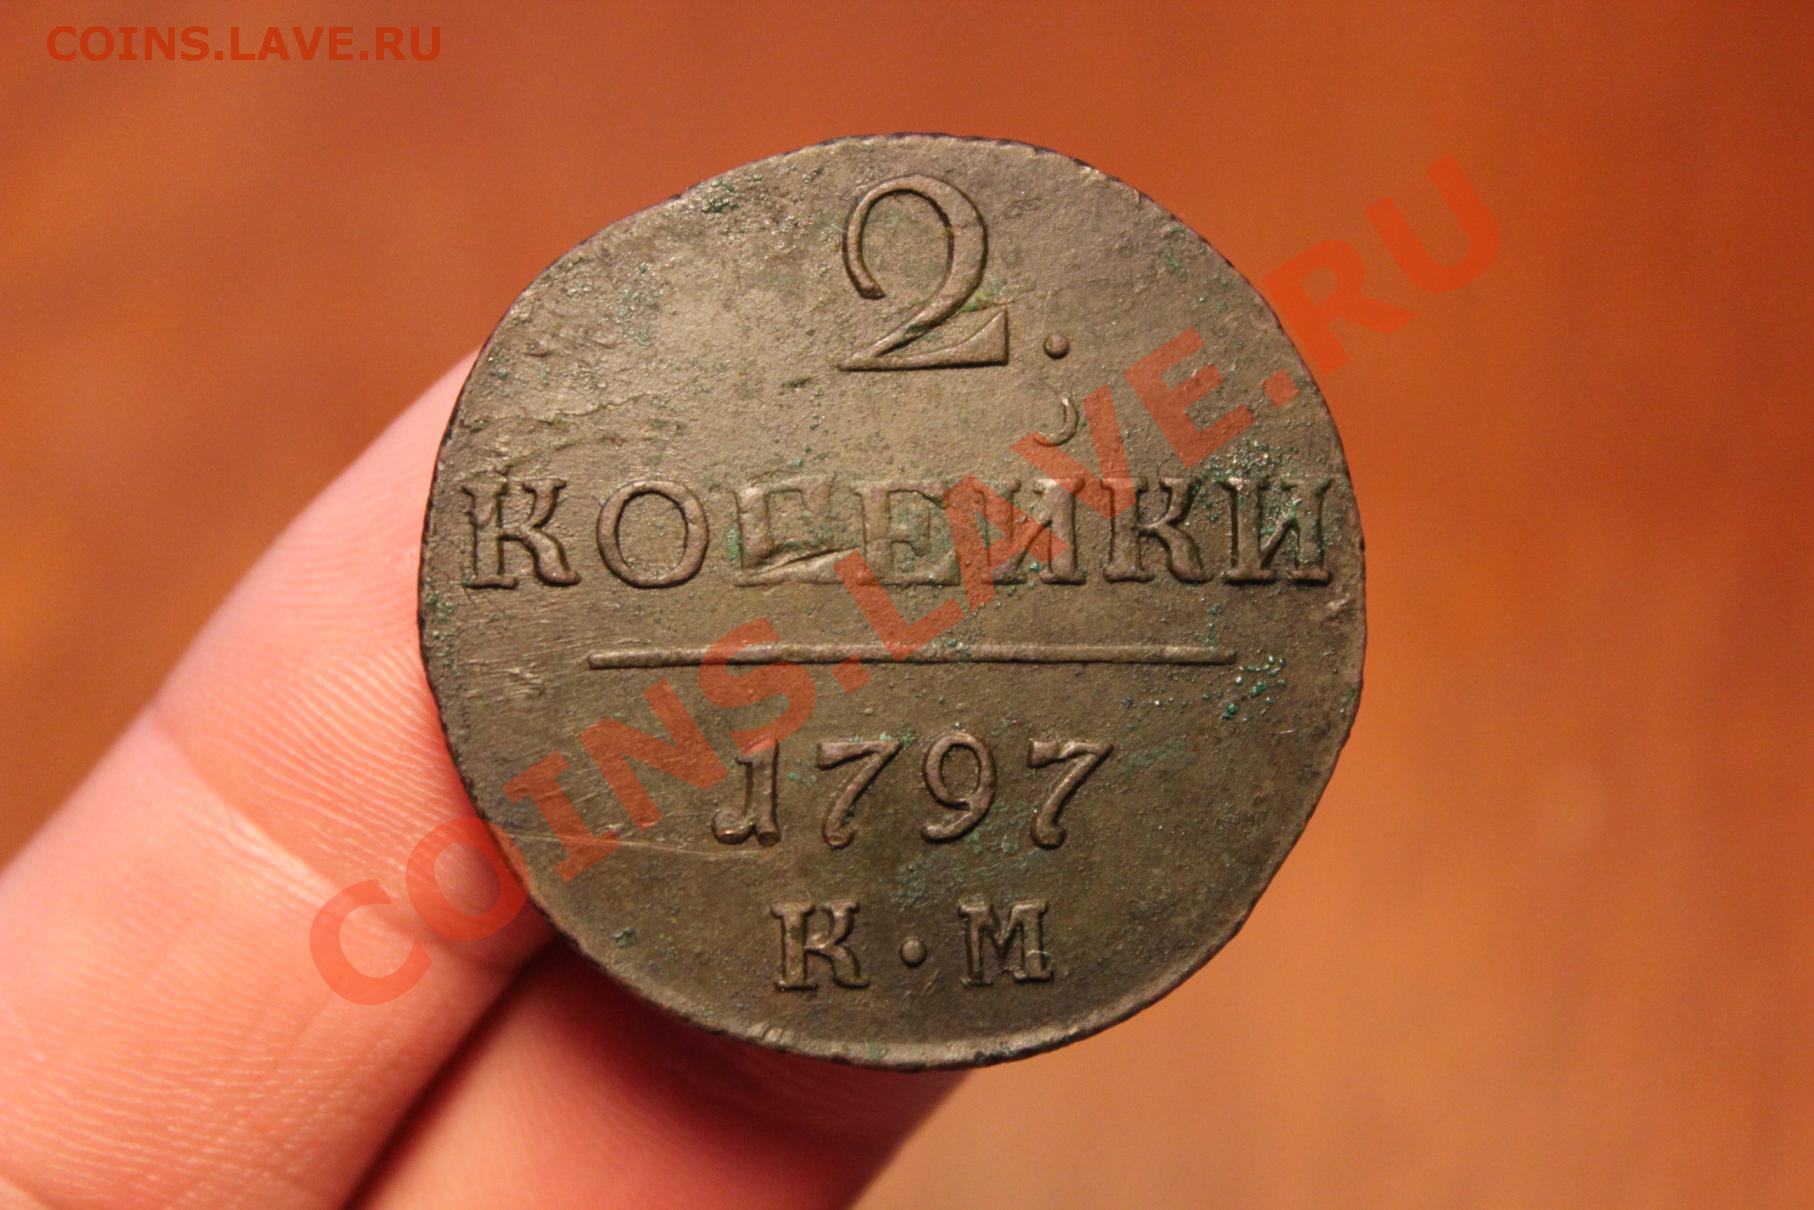 COINS.LAVE.RU
2.
КОПЕЙКИ
1797
К·М
COINS.LAVE.RU